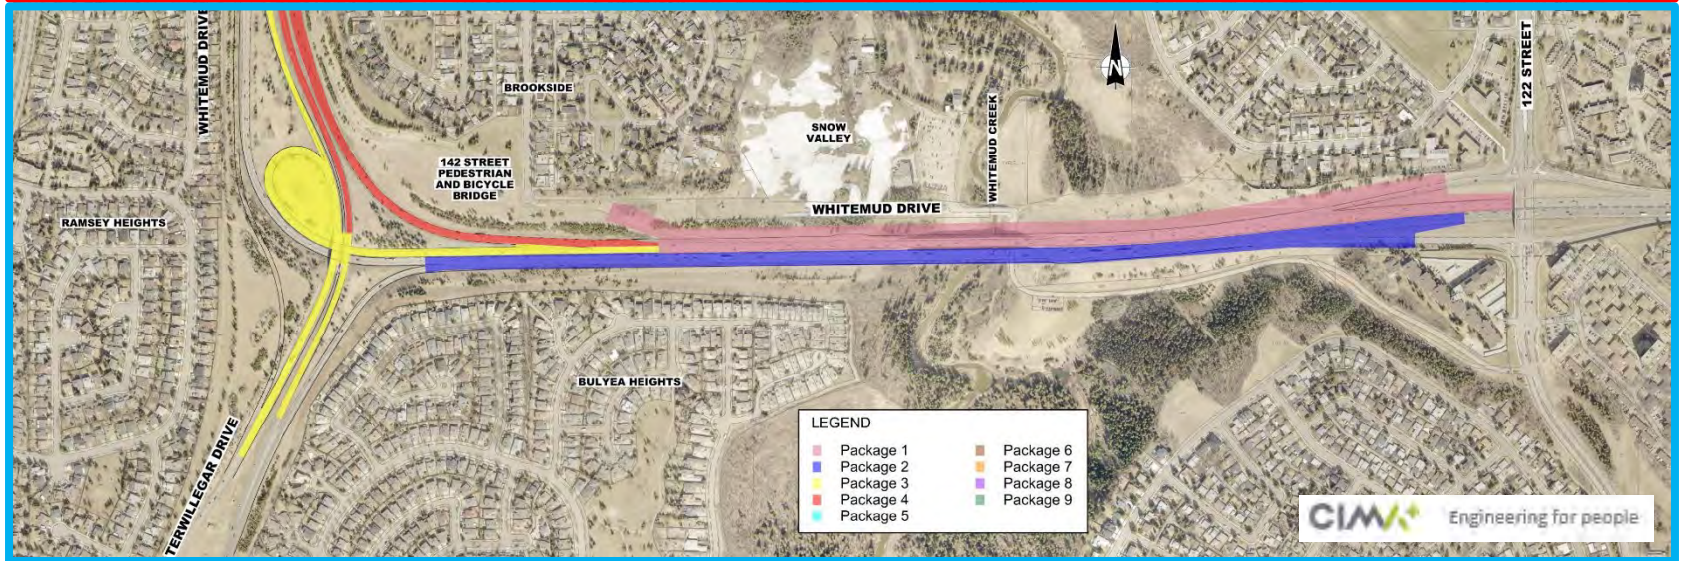 WHITEMUD DRIVE
BROOKSIDE
142 STREET
PEDESTRIAN
AND BICYCLE
BRIDGE
SNOW
VALLEY
WHITEMUD CREEK
N
122 STREET
WHITEMUD DRIVE
RAMSEY HEIGHTS
BULYEA HEIGHTS
TERWILLEGAR DRIVE
LEGEND
Package 1
Package 2
Package 3
Package 4
Package 5
Package 6
Package 7
Package 8
Package 9
CIMA+ Engineering for people